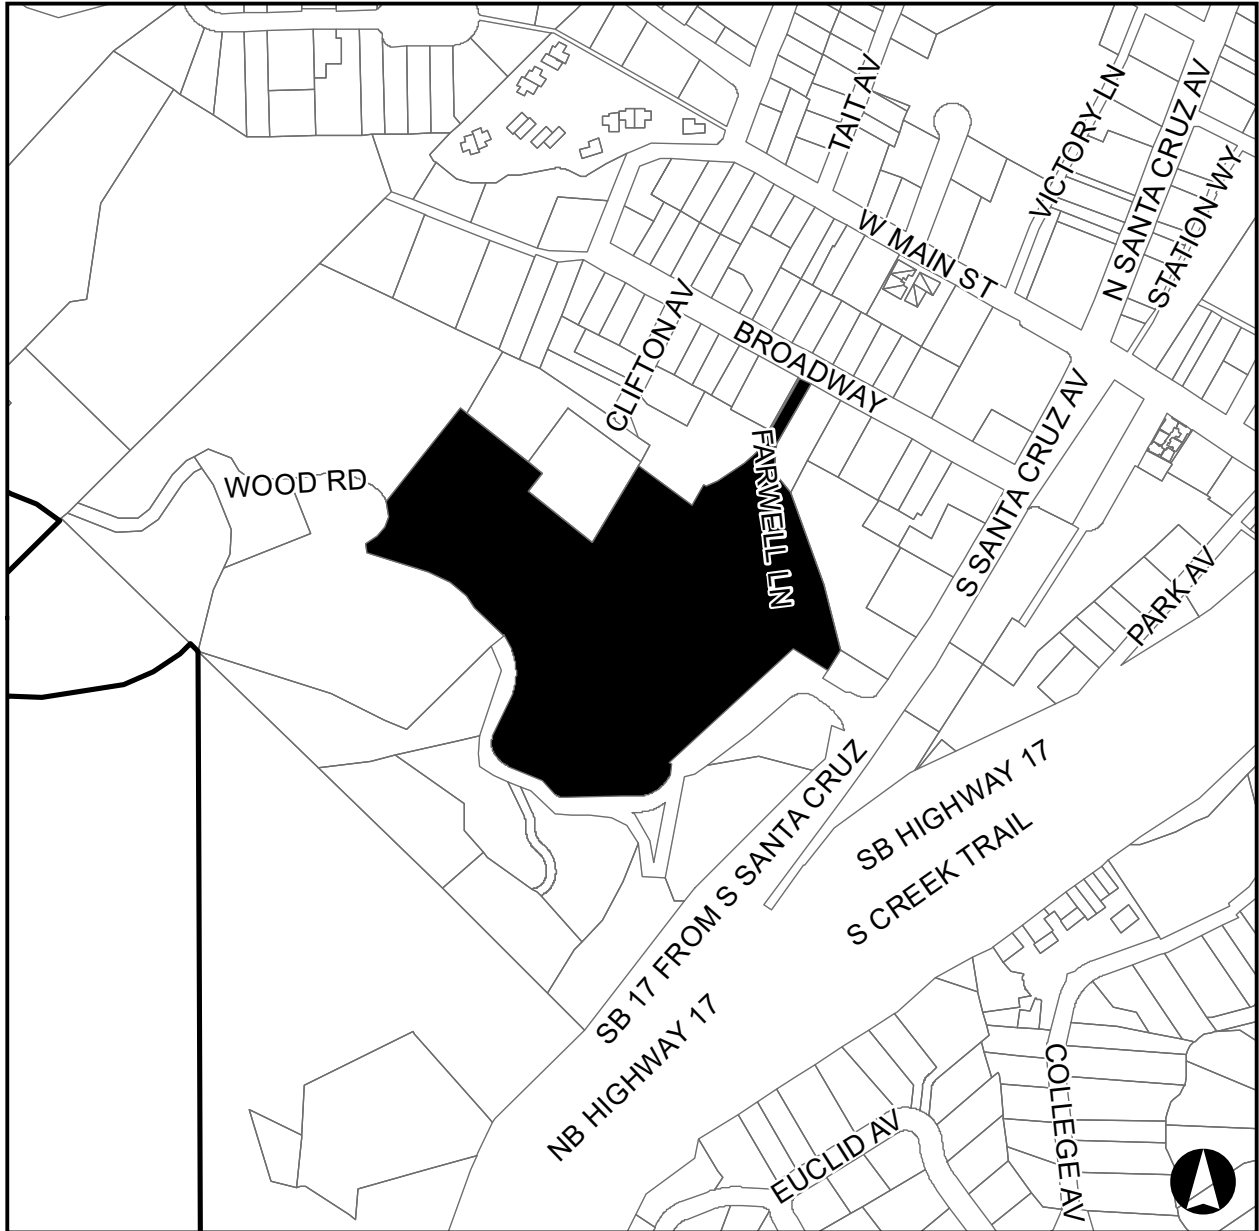 TAIT AV
VICTORY LN
N SANTA CRUZ AV
STATION WY
W MAIN ST
CLIFTON AV
BROADWAY
WOOD RD
FARWELL LN
S SANTA CRUZ AV
PARK AV
SB HIGHWAY 17
S CREEK TRAIL
SB 17 FROM S SANTA CRUZ
NB HIGHWAY 17
COLLEGE AV
EUCLID AV